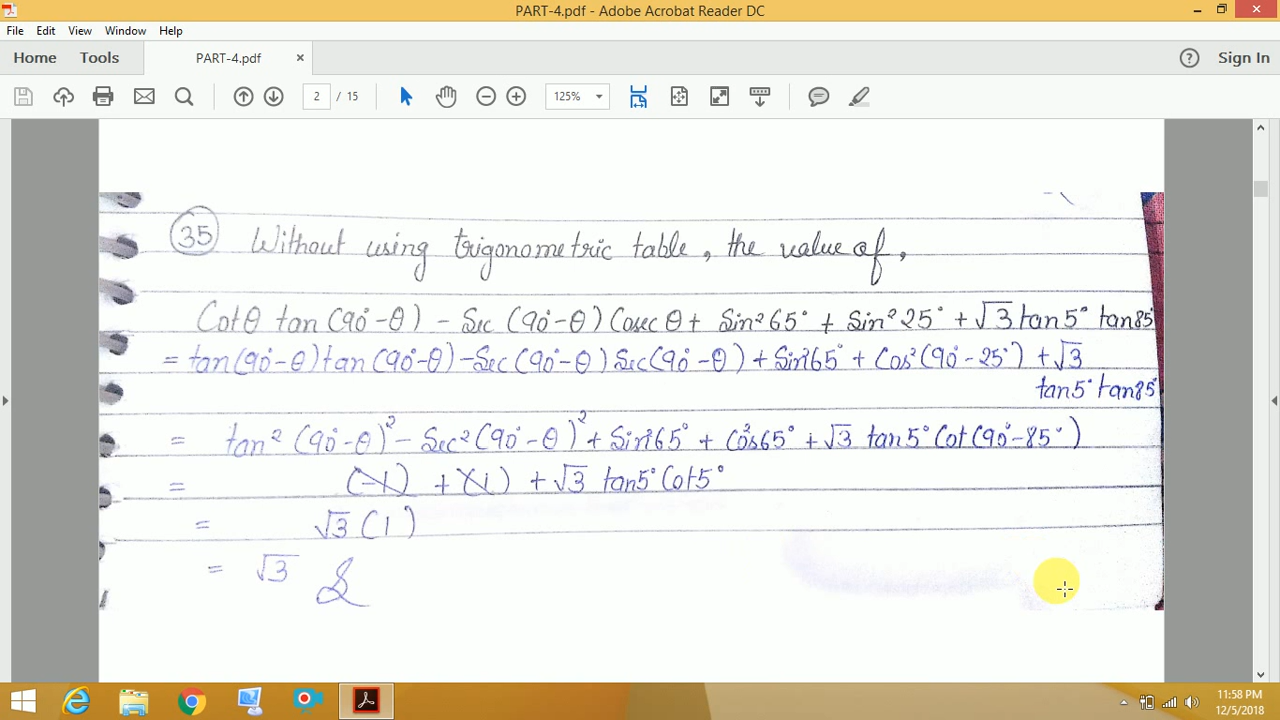 PART-4.pdf - Adobe Acrobat Reader DC
File Edit View Window Help
Home Tools PART-4.pdf × Sign In
2 / 15 125%
35 Without using trigonometric table, the value of,
Cotθ tan(90°-θ) - Sec (90°-θ) Cosec θ + Sin²65° + Sin²25° + √3 tan5° tan85
= tan(90°-θ) tan(90°-θ) - Sec(90°-θ) Sec(90°-θ) + Sin²65° + Cos²(90°-25°) + √3
tan5° tan85°
= tan²(90°-θ)² - Sec²(90°-θ)² + Sin²65° + Cos²65° + √3 tan5° Cot(90°-85°)
= (-1) + (1) + √3 tan5° Cot5°
= √3 (1)
= √3
11:58 PM
12/5/2018